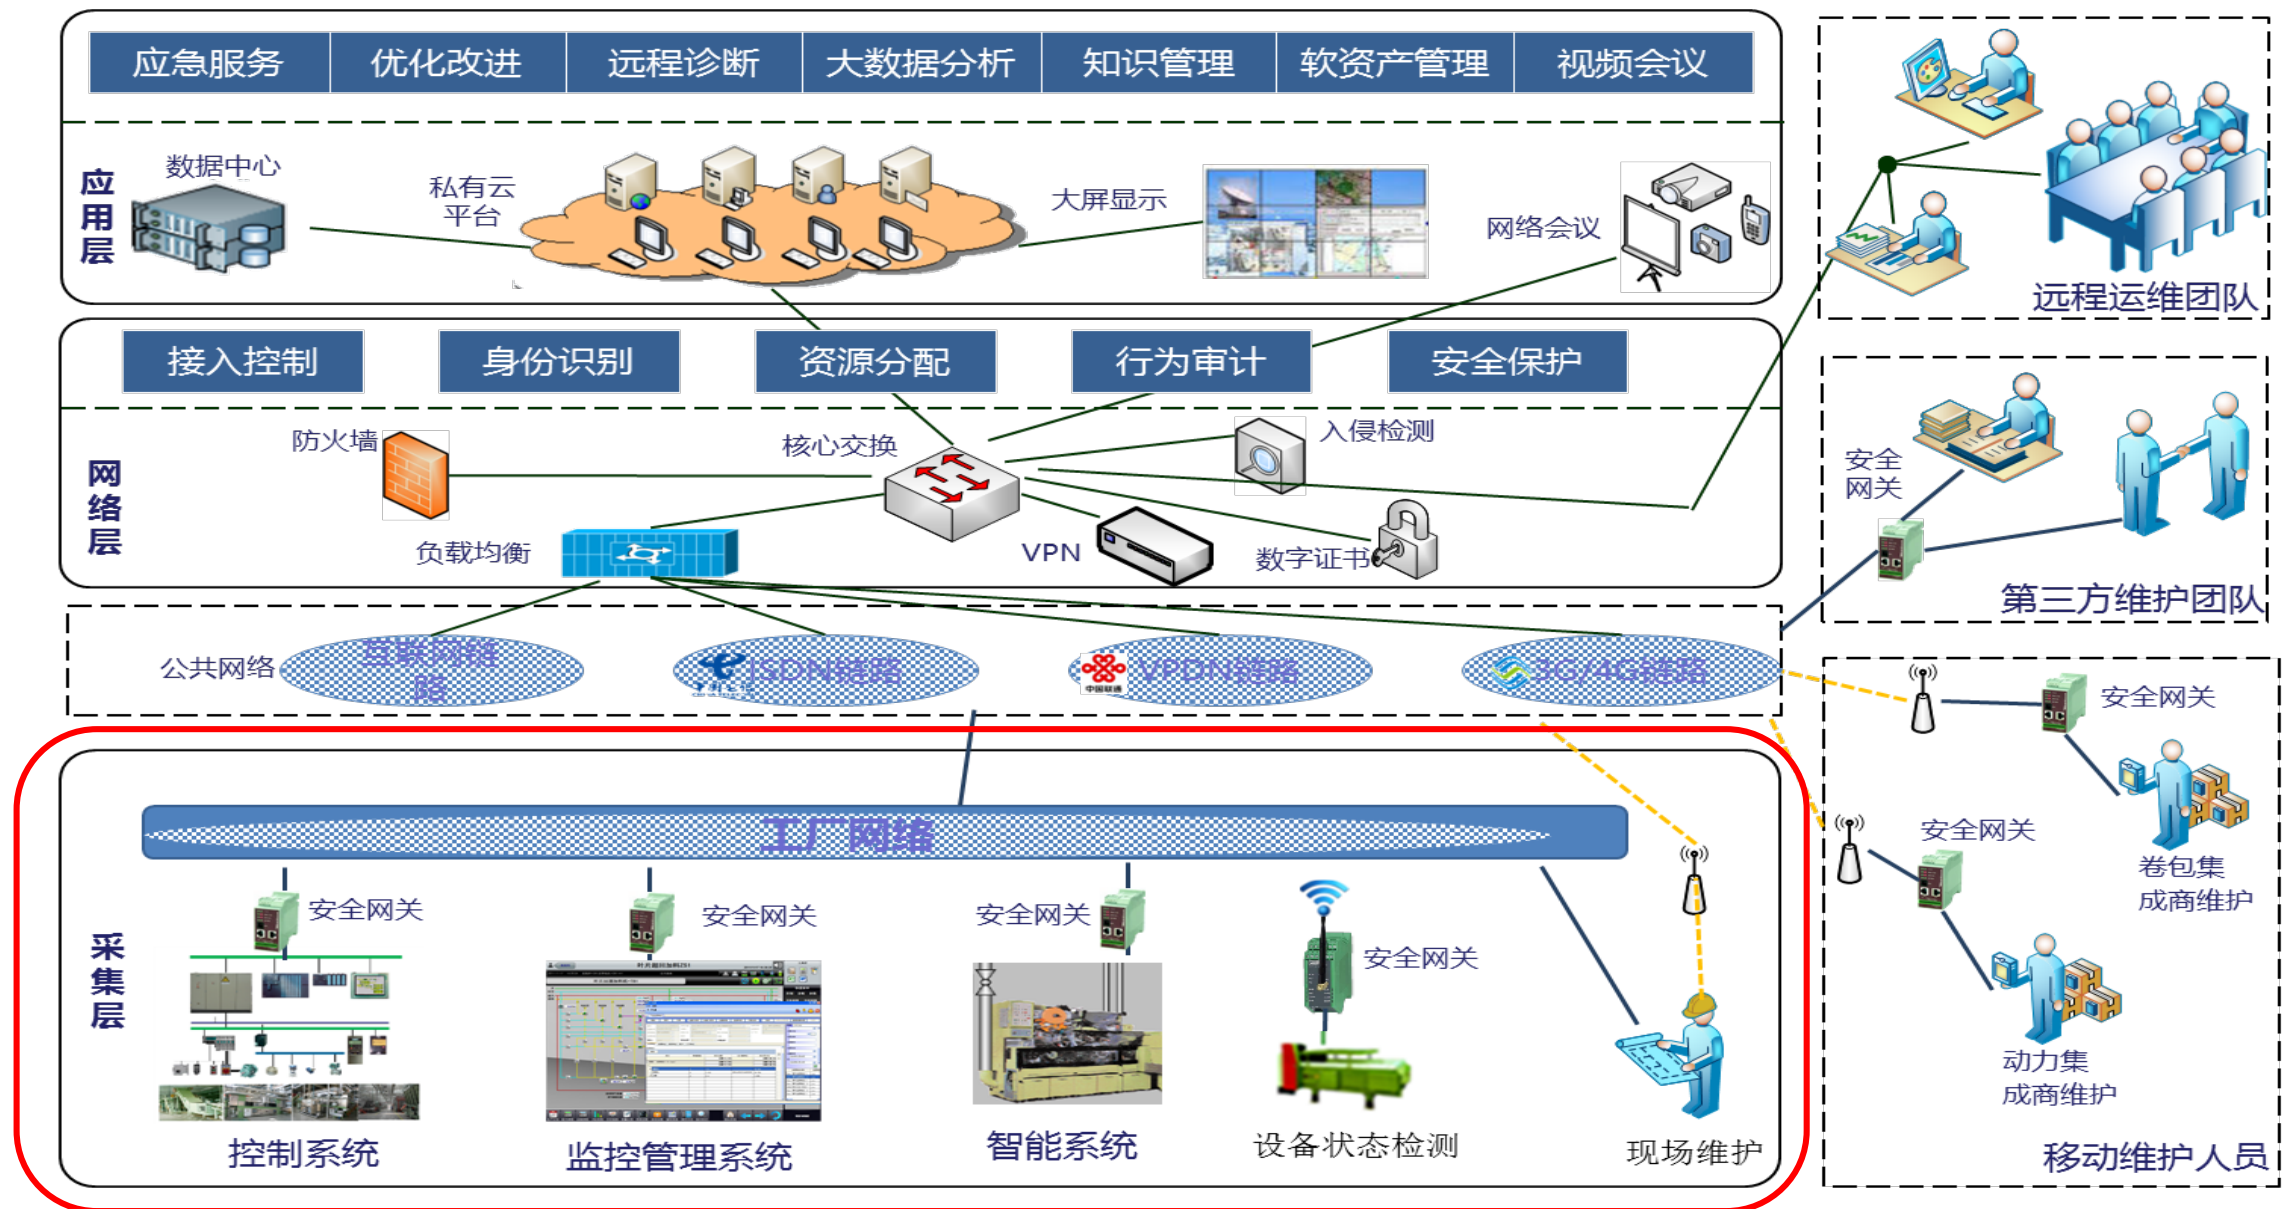 应急服务
优化改进
远程诊断
大数据分析
知识管理
软资产管理
视频会议
应用层
数据中心
私有云
平台
大屏显示
网络会议
远程运维团队
接入控制
身份识别
资源分配
行为审计
安全保护
网络层
防火墙
核心交换
入侵检测
负载均衡
VPN
数字证书
安全
网关
第三方维护团队
公共网络
互联网链
路
ISDN链路
中国联通
VPDN链路
3G/4G链路
采集层
工厂网络
安全网关
安全网关
安全网关
安全网关
控制系统
监控管理系统
智能系统
设备状态检测
现场维护
安全网关
卷包集
成商维护
安全网关
动力集
成商维护
移动维护人员